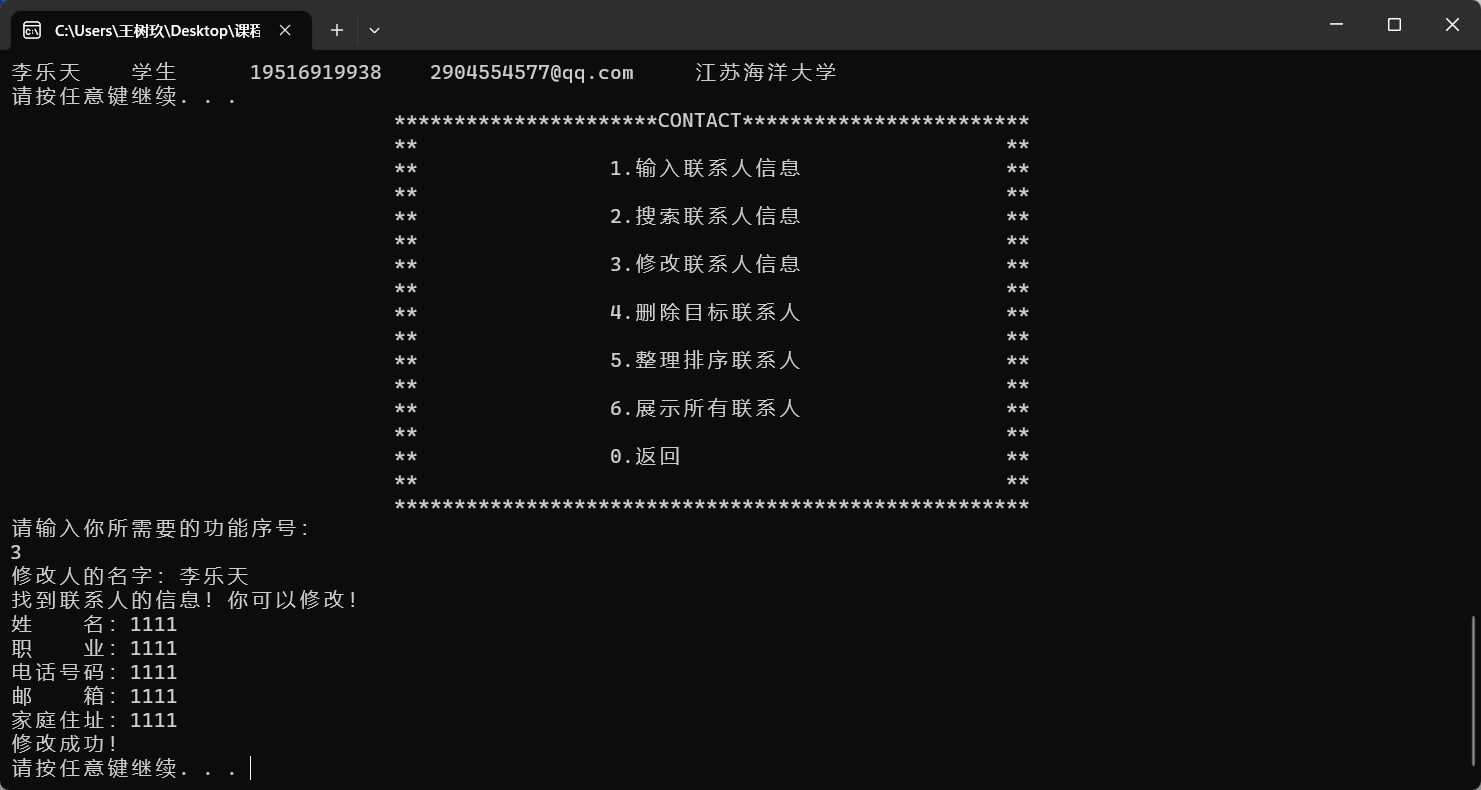 C:\Users\王树玖\Desktop\课程
李乐天 学生 19516919938 2904554577@qq.com 江苏海洋大学
请按任意键继续. . .
**********************CONTACT************************
** **
** 1.输入联系人信息 **
** **
** 2.搜索联系人信息 **
** **
** 3.修改联系人信息 **
** **
** 4.删除目标联系人 **
** **
** 5.整理排序联系人 **
** **
** 6.展示所有联系人 **
** **
** 0.返回 **
** **
*****************************************************
请输入你所需要的功能序号:
3
修改人的名字: 李乐天
找到联系人的信息! 你可以修改!
姓 名: 1111
职 业: 1111
电话号码: 1111
邮 箱: 1111
家庭住址: 1111
修改成功!
请按任意键继续. . .